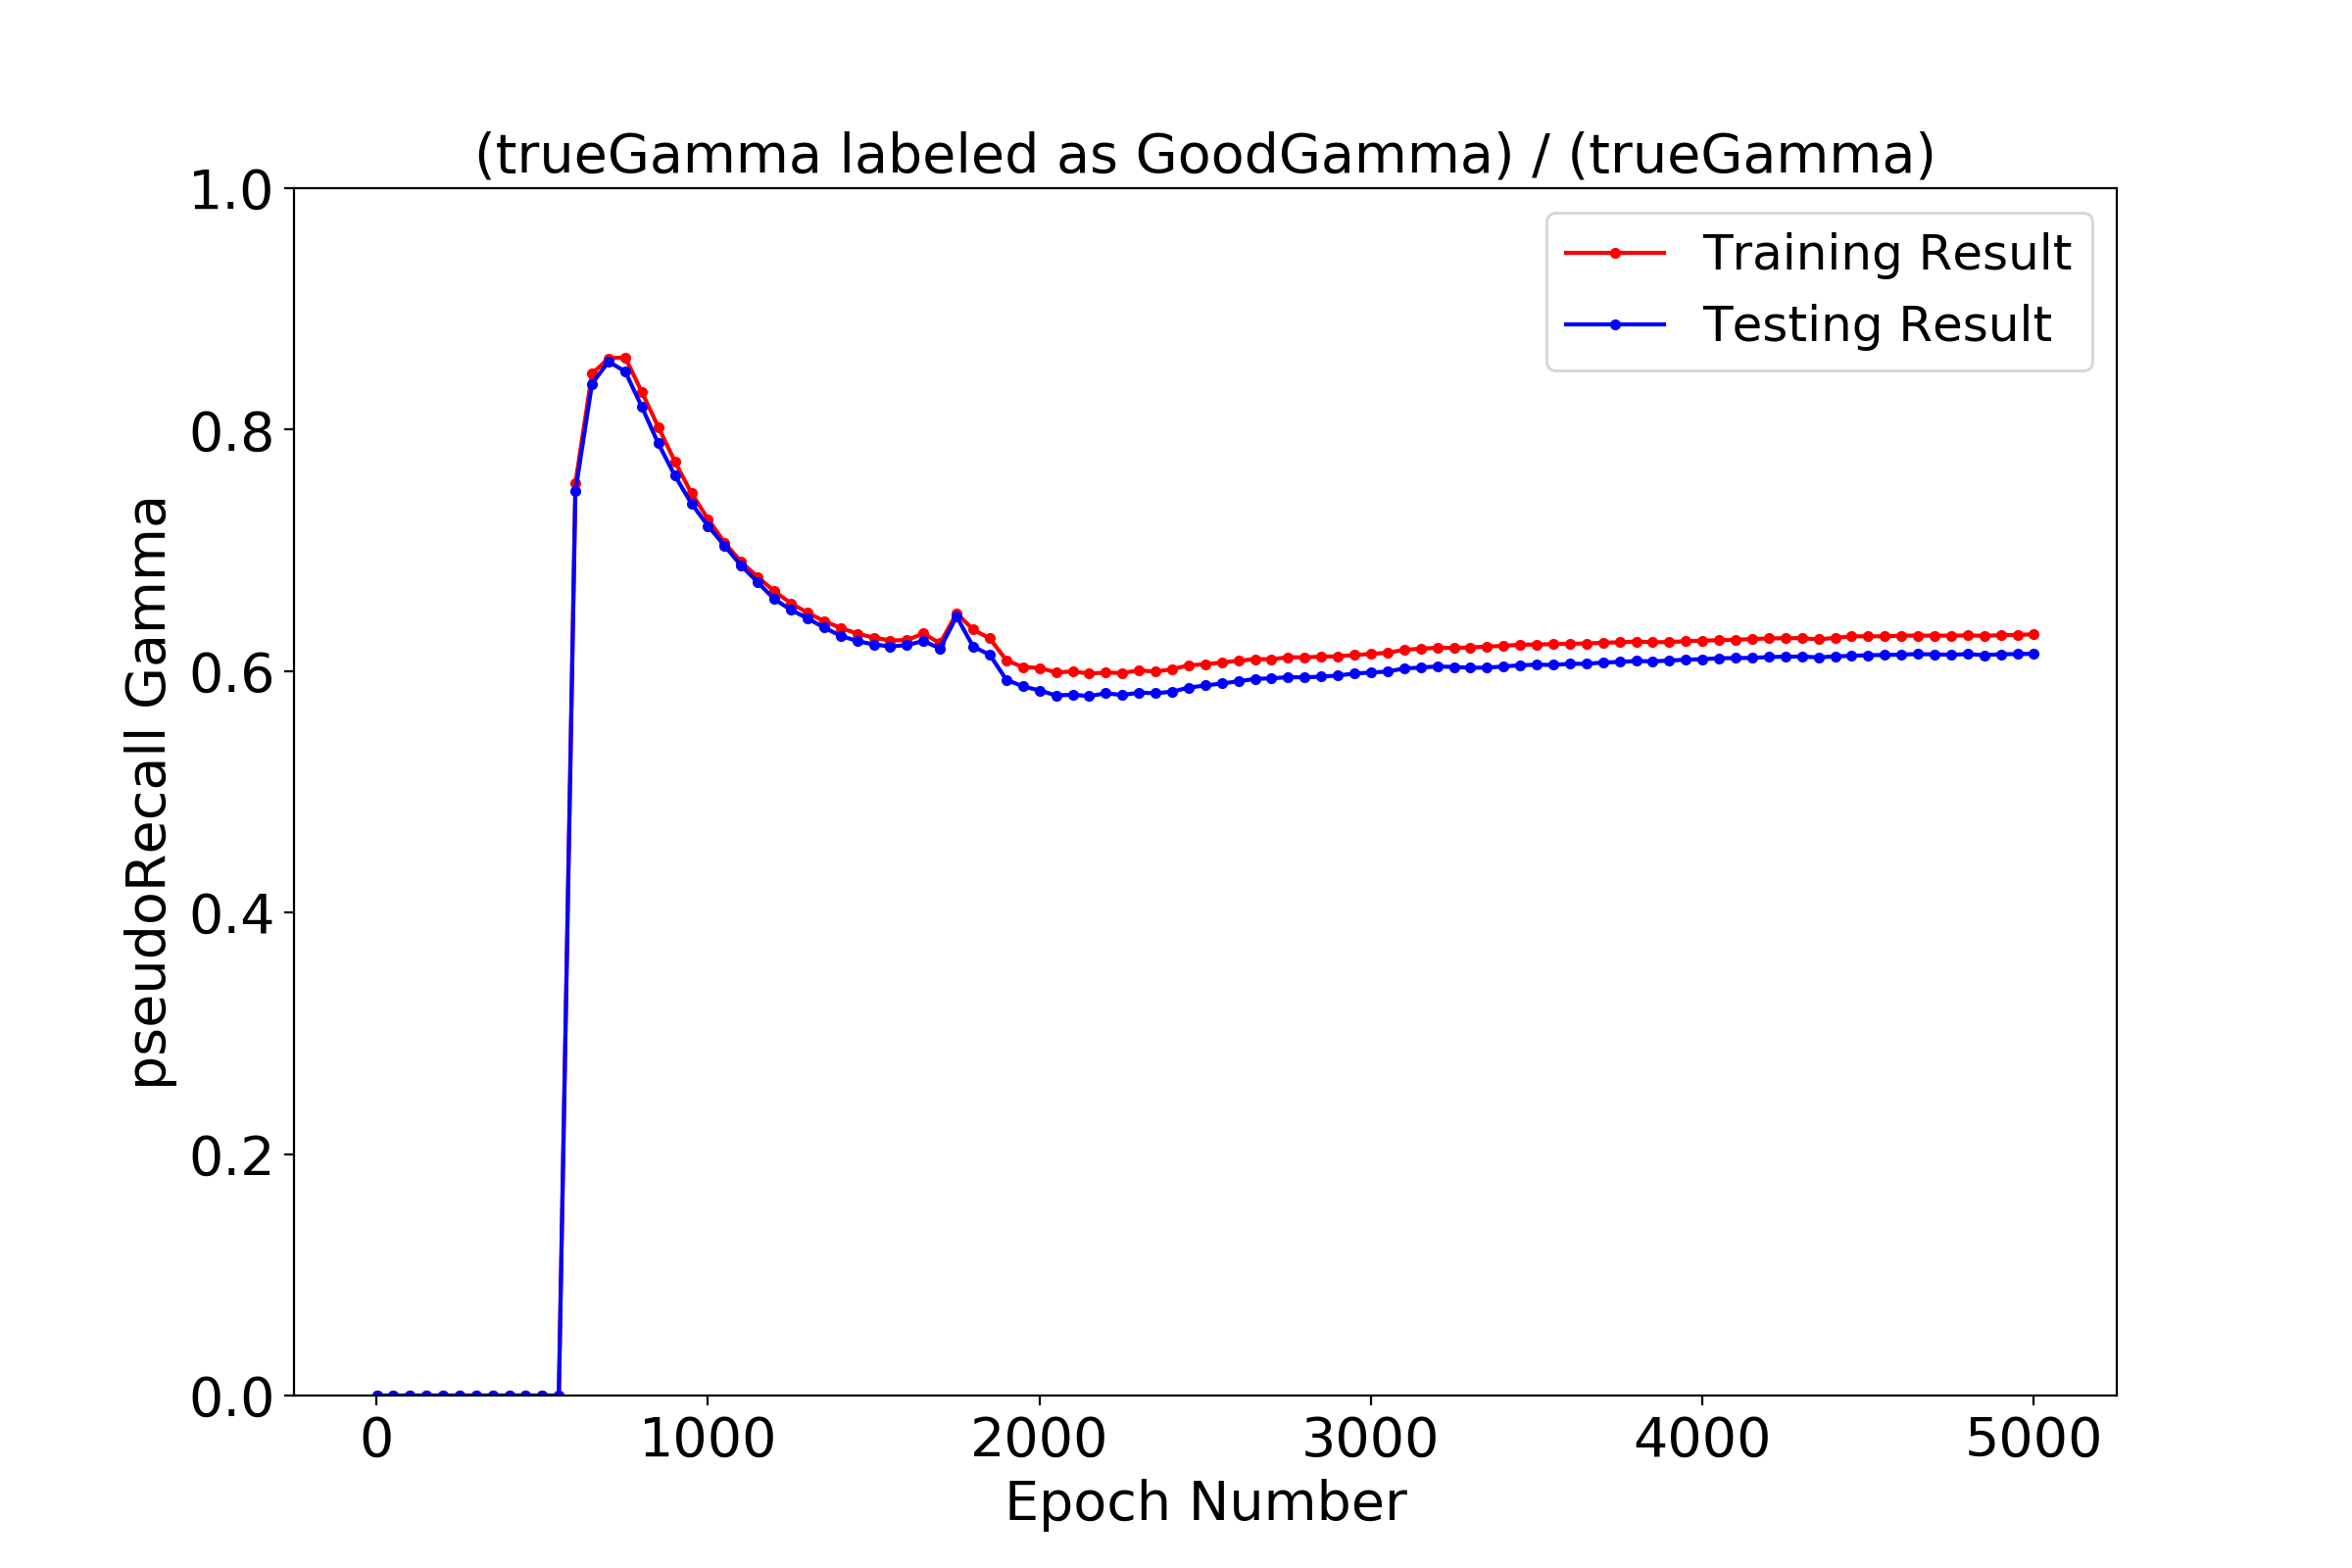 (trueGamma labeled as GoodGamma) / (trueGamma)
1.0
0.8
0.6
0.4
0.2
0.0
pseudoRecall Gamma
Training Result
Testing Result
0 1000 2000 3000 4000 5000
Epoch Number